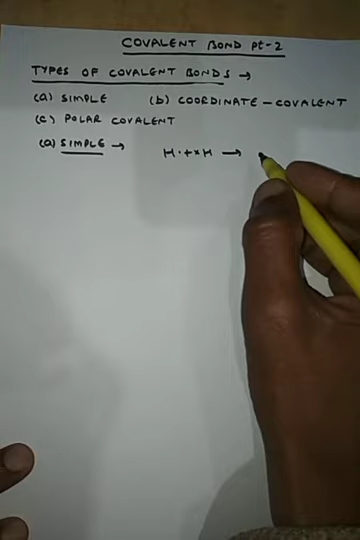 COVALENT BOND Pt-2
TYPES OF COVALENT BONDS →
(a) SIMPLE (b) COORDINATE - COVALENT
(c) POLAR COVALENT
(a) SIMPLE → H·+×H →